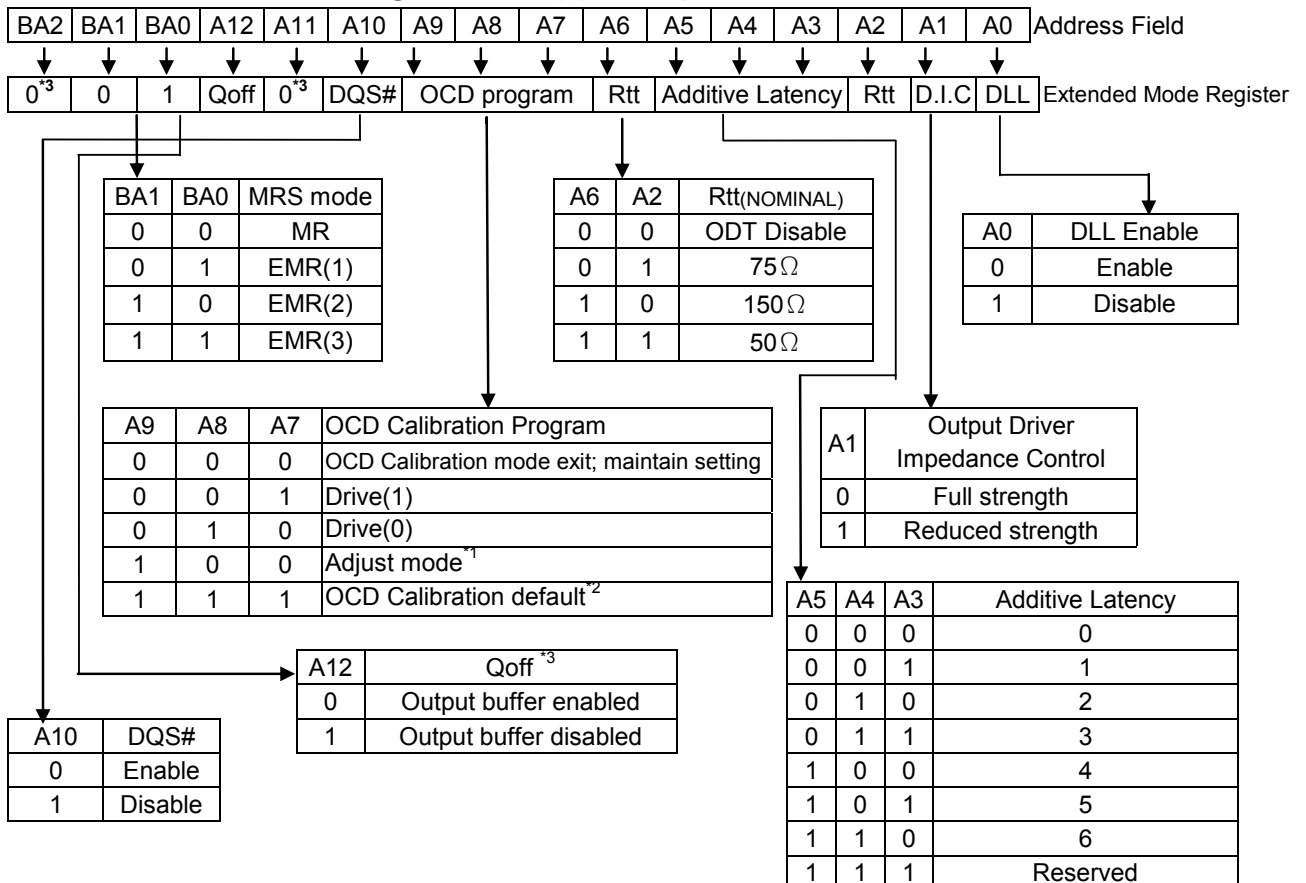 BA2 BA1 BA0 A12 A11 A10 A9 A8 A7 A6 A5 A4 A3 A2 A1 A0 Address Field
0*3 0 1 Qoff 0*3 DQS# OCD program Rtt Additive Latency Rtt D.I.C DLL Extended Mode Register
BA1 BA0 MRS mode
0 0 MR
0 1 EMR(1)
1 0 EMR(2)
1 1 EMR(3)
A6 A2 Rtt(NOMINAL)
0 0 ODT Disable
0 1 75Ω
1 0 150Ω
1 1 50Ω
A0 DLL Enable
0 Enable
1 Disable
A9 A8 A7 OCD Calibration Program
0 0 0 OCD Calibration mode exit; maintain setting
0 0 1 Drive(1)
0 1 0 Drive(0)
1 0 0 Adjust mode*1
1 1 1 OCD Calibration default*2
A1 Output Driver
Impedance Control
0 Full strength
1 Reduced strength
A12 Qoff *3
0 Output buffer enabled
1 Output buffer disabled
A10 DQS#
0 Enable
1 Disable
A5 A4 A3 Additive Latency
0 0 0 0
0 0 1 1
0 1 0 2
0 1 1 3
1 0 0 4
1 0 1 5
1 1 0 6
1 1 1 Reserved